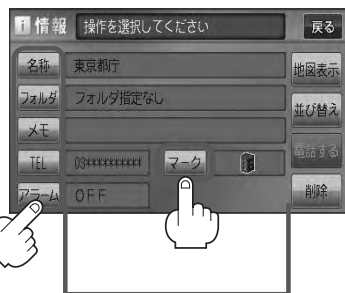 i 情報 操作を選択してください 戻る
名称 東京都庁 地図表示
フォルダ フォルダ指定なし 並び替え
メモ
TEL 03********** マーク 電話する
アラーム OFF 削除